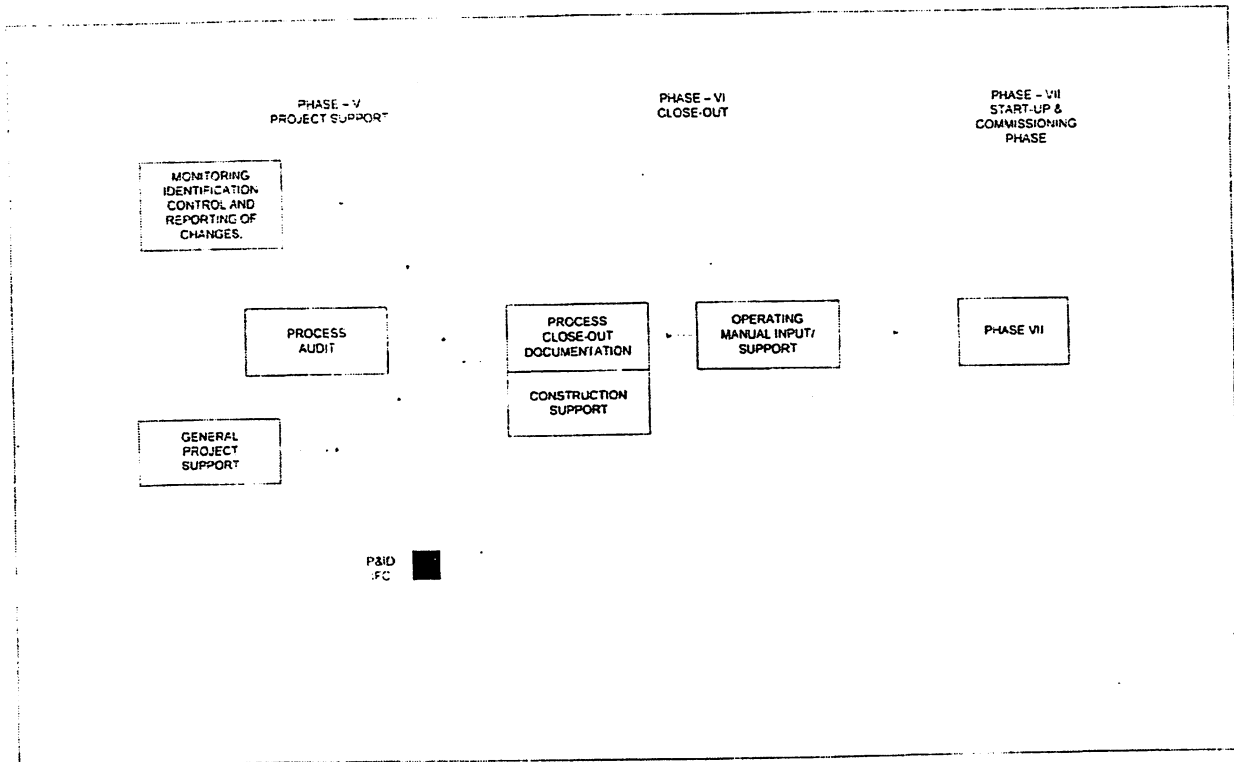 PHASE – V
PROJECT SUPPORT
PHASE – VI
CLOSE-OUT
PHASE – VII
START-UP &
COMMISSIONING
PHASE
MONITORING
IDENTIFICATION
CONTROL AND
REPORTING OF
CHANGES.
PROCESS
AUDIT
PROCESS
CLOSE-OUT
DOCUMENTATION
OPERATING
MANUAL INPUT/
SUPPORT
PHASE VII
CONSTRUCTION
SUPPORT
GENERAL
PROJECT
SUPPORT
P&ID
IFC